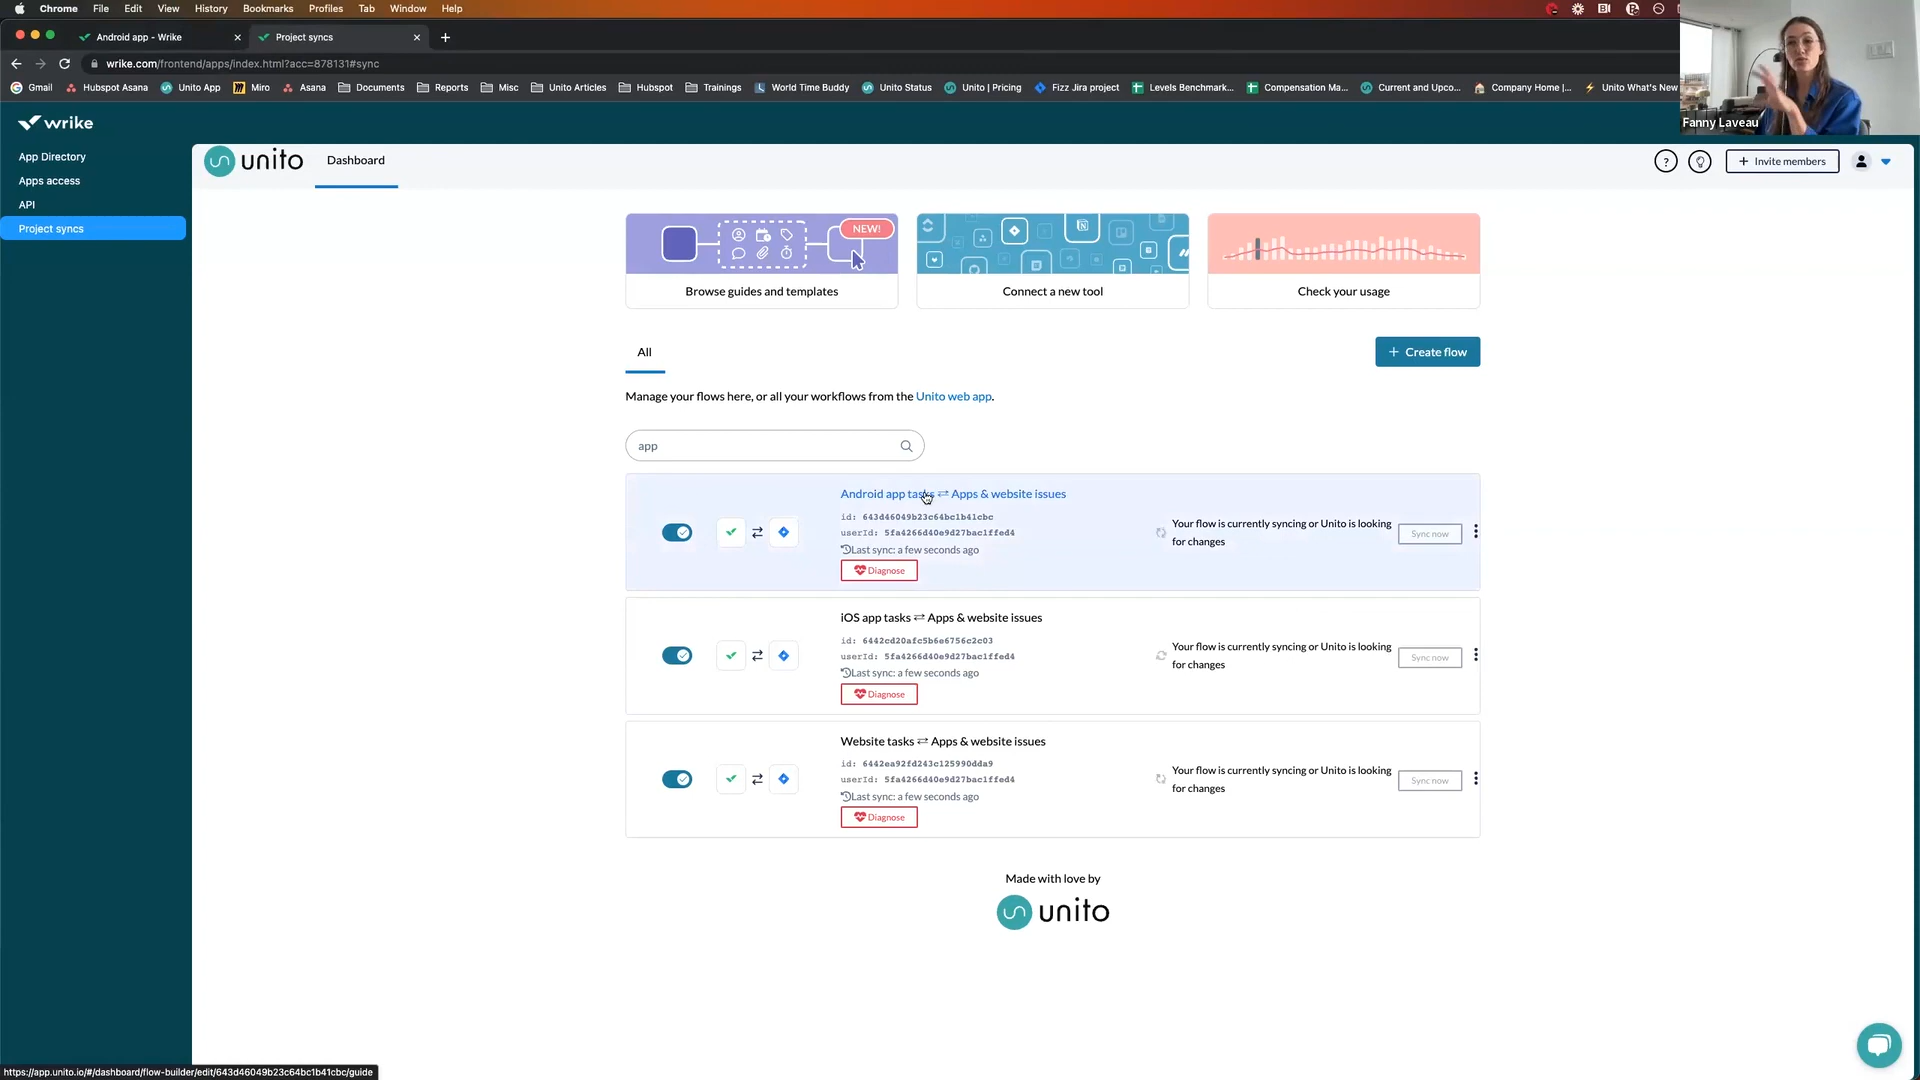 Chrome File Edit View History Bookmarks Profiles Tab Window Help
Android app - Wrike
Project syncs
wrike.com/frontend/apps/index.html?acc=878131#sync
Gmail Hubspot Asana Unito App Miro Asana Documents Reports Misc Unito Articles Hubspot Trainings World Time Buddy Unito Status Unito | Pricing Fizz Jira project Levels Benchmark... Compensation Ma... Current and Upco... Company Home |... Unito What's New
Fanny Laveau
wrike
App Directory
Apps access
API
Project syncs
unito
Dashboard
?
+ Invite members
NEW!
Browse guides and templates
Connect a new tool
Check your usage
All
+ Create flow
Manage your flows here, or all your workflows from the Unito web app.
app
Android app tasks ⇄ Apps & website issues
id: 643d46049b23c64bc1b41cbc
userId: 5fa4266d40e9d27bac1ffed4
Last sync: a few seconds ago
Diagnose
Your flow is currently syncing or Unito is looking
for changes
Sync now
iOS app tasks ⇄ Apps & website issues
id: 6442cd20afc5b6e6756c2c03
userId: 5fa4266d40e9d27bac1ffed4
Last sync: a few seconds ago
Diagnose
Your flow is currently syncing or Unito is looking
for changes
Sync now
Website tasks ⇄ Apps & website issues
id: 6442ea92fd243c125990dda9
userId: 5fa4266d40e9d27bac1ffed4
Last sync: a few seconds ago
Diagnose
Your flow is currently syncing or Unito is looking
for changes
Sync now
Made with love by
unito
https://app.unito.io/#/dashboard/flow-builder/edit/643d46049b23c64bc1b41cbc/guide